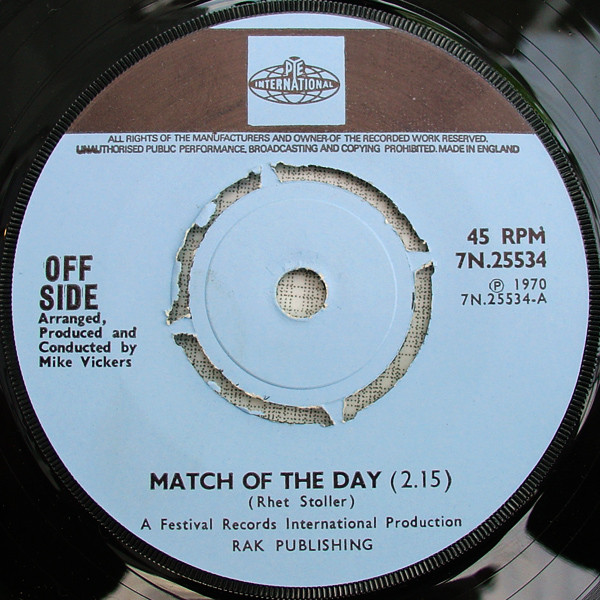 PYE
INTERNATIONAL
ALL RIGHTS OF THE MANUFACTURERS AND OWNER OF THE RECORDED WORK RESERVED.
UNAUTHORISED PUBLIC PERFORMANCE, BROADCASTING AND COPYING PROHIBITED. MADE IN ENGLAND
OFF
SIDE
Arranged,
Produced and
Conducted by
Mike Vickers
45 RPM
7N.25534
Ⓟ 1970
7N.25534-A
MATCH OF THE DAY (2.15)
(Rhet Stoller)
A Festival Records International Production
RAK PUBLISHING